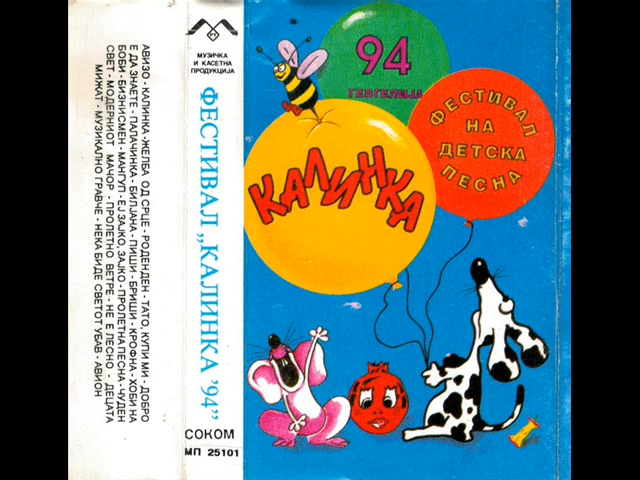 АВИЗО - КАЛИНКА - ЖЕЛБА ОД СРЦЕ - РОДЕНДЕН - ТАТО, КУПИ МИ - ДОБРО
Е ДА ЗНАЕТЕ - ПАЛАЧИНКА - БИЛЈАНА - ПИШИ - БРИШИ - КРОФНА - ХОБИ НА
БОБИ - БИЗНИСМЕН - МАНГУП - ЕЈ ЗАЈКО, ЗАЈКО - ПРОЛЕТНА ПЕСНА - ЧУДЕН
СВЕТ - МОДЕРНИОТ МАЧОР - ПРОЛЕТНО ВЕТРЕ - НЕ Е ЛЕСНО - ДЕЦАТА
МИЖАТ - МУЗИКАЛНО ГРАВЧЕ - НЕКА БИДЕ СВЕТОТ УБАВ - АВИОН
МУЗИЧКА
И КАСЕТНА
ПРОДУКЦИЈА
ФЕСТИВАЛ „КАЛИНКА '94”
СОКОМ
МП 25101
94
ГЕВГЕЛИЈА
ФЕСТИВАЛ
НА
ДЕТСКА
ПЕСНА
КАЛИНКА